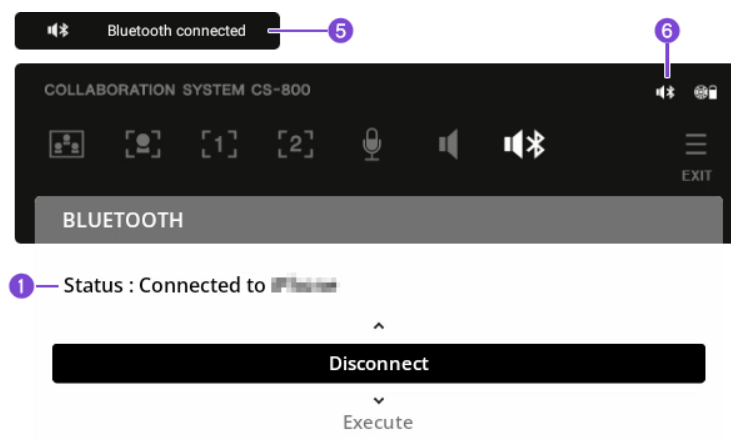 Bluetooth connected
5
6
COLLABORATION SYSTEM CS-800
[1]
[2]
EXIT
BLUETOOTH
1
Status : Connected to
Disconnect
Execute